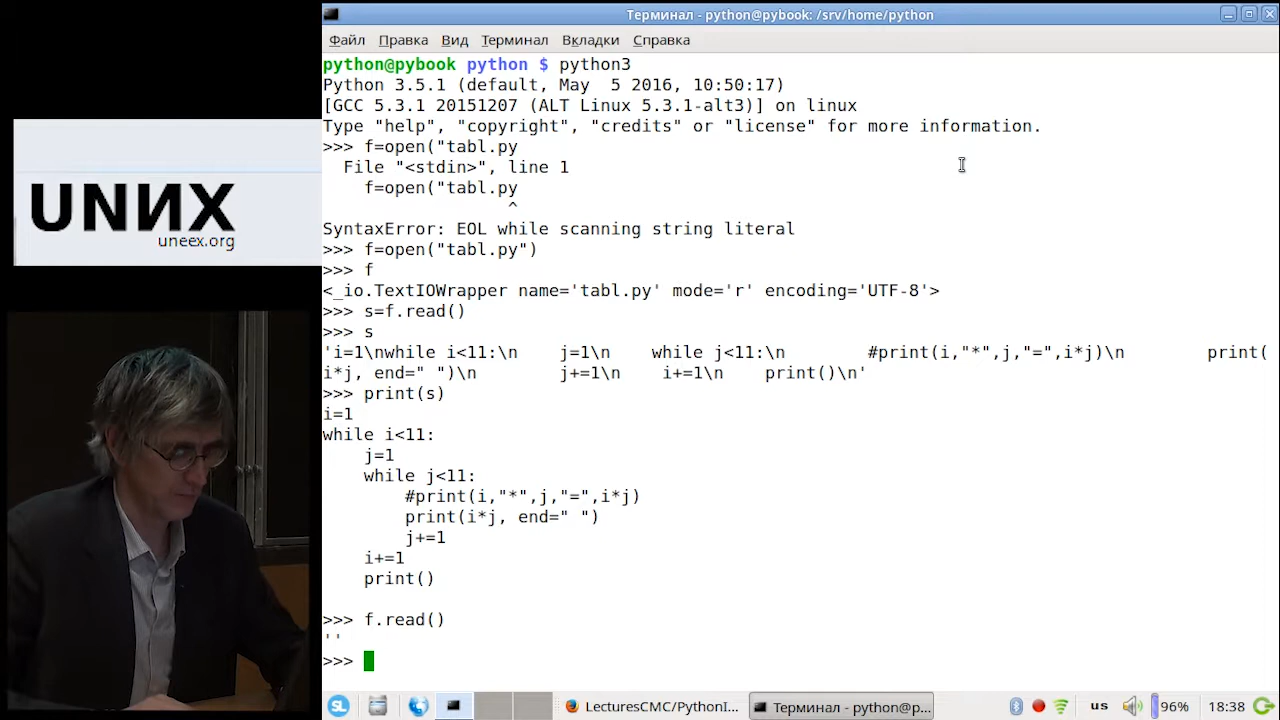 Терминал - python@pybook: /srv/home/python
Файл Правка Вид Терминал Вкладки Справка
python@pybook python $ python3
Python 3.5.1 (default, May  5 2016, 10:50:17)
[GCC 5.3.1 20151207 (ALT Linux 5.3.1-alt3)] on linux
Type "help", "copyright", "credits" or "license" for more information.
>>> f=open("tabl.py
  File "<stdin>", line 1
    f=open("tabl.py
                  ^
SyntaxError: EOL while scanning string literal
>>> f=open("tabl.py")
>>> f
<_io.TextIOWrapper name='tabl.py' mode='r' encoding='UTF-8'>
>>> s=f.read()
>>> s
'i=1\nwhile i<11:\n    j=1\n    while j<11:\n        #print(i,"*",j,"=",i*j)\n        print(
i*j, end=" ")\n        j+=1\n    i+=1\n    print()\n'
>>> print(s)
i=1
while i<11:
    j=1
    while j<11:
        #print(i,"*",j,"=",i*j)
        print(i*j, end=" ")
        j+=1
    i+=1
    print()
>>> f.read()
''
>>>
UNИX
uneex.org
LecturesCMC/PythonI... Терминал - python@p... us 96% 18:38